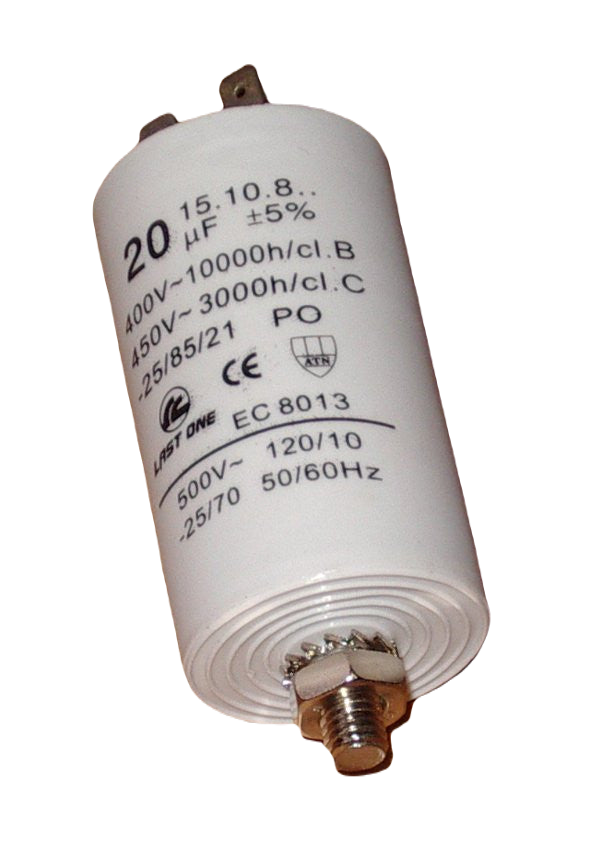 15.10.8..
20 µF ±5%
400V~10000h/cl.B
450V~3000h/cl.C
-25/85/21 PO
CE ATN
LAST ONE EC 8013
500V~ 120/10
-25/70 50/60Hz